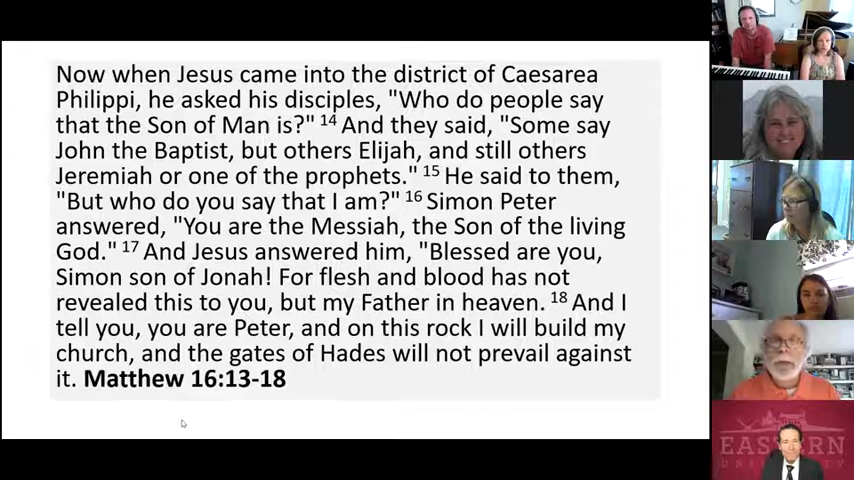 Now when Jesus came into the district of Caesarea
Philippi, he asked his disciples, "Who do people say
that the Son of Man is?" 14 And they said, "Some say
John the Baptist, but others Elijah, and still others
Jeremiah or one of the prophets." 15 He said to them,
"But who do you say that I am?" 16 Simon Peter
answered, "You are the Messiah, the Son of the living
God." 17 And Jesus answered him, "Blessed are you,
Simon son of Jonah! For flesh and blood has not
revealed this to you, but my Father in heaven. 18 And I
tell you, you are Peter, and on this rock I will build my
church, and the gates of Hades will not prevail against
it. Matthew 16:13-18